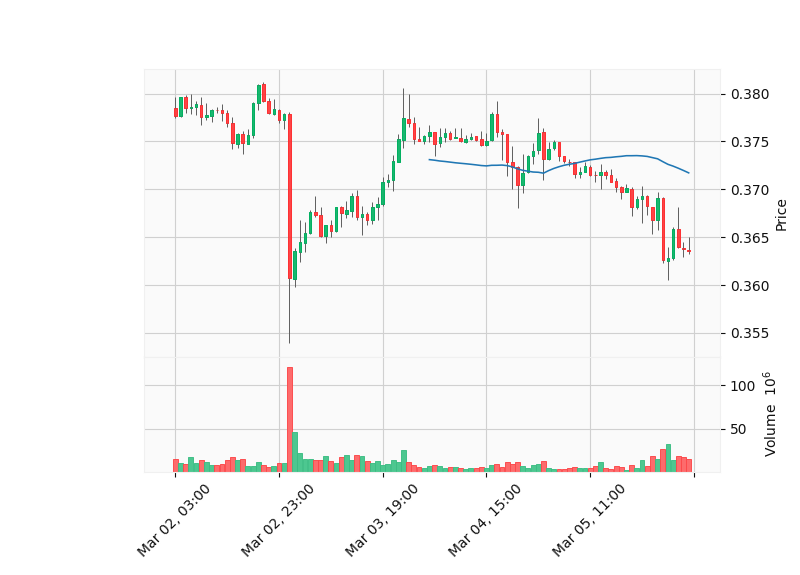 0.380
0.375
0.370
0.365
0.360
0.355
Price
100
50
Volume 10⁶
Mar 02, 03:00
Mar 02, 23:00
Mar 03, 19:00
Mar 04, 15:00
Mar 05, 11:00